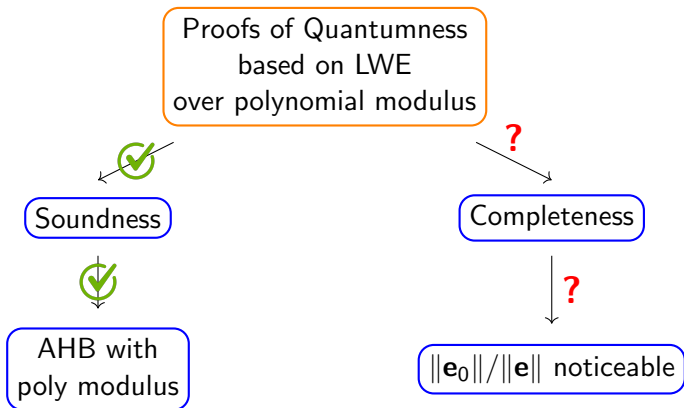 Proofs of Quantumness
based on LWE
over polynomial modulus
?
Soundness
Completeness
?
AHB with
poly modulus
‖e₀‖/‖e‖ noticeable